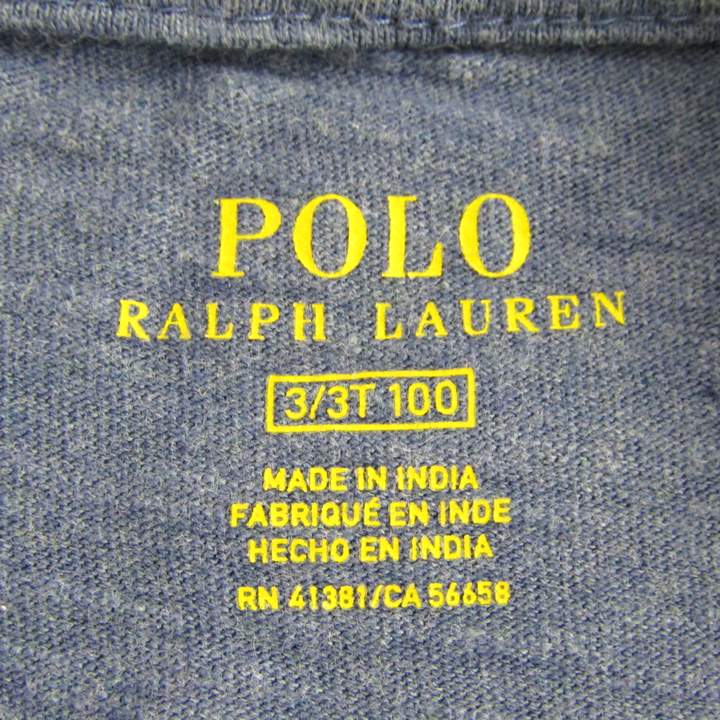 POLO
RALPH LAUREN
3/3T 100
MADE IN INDIA
FABRIQUÉ EN INDE
HECHO EN INDIA
RN 41381/CA 56658